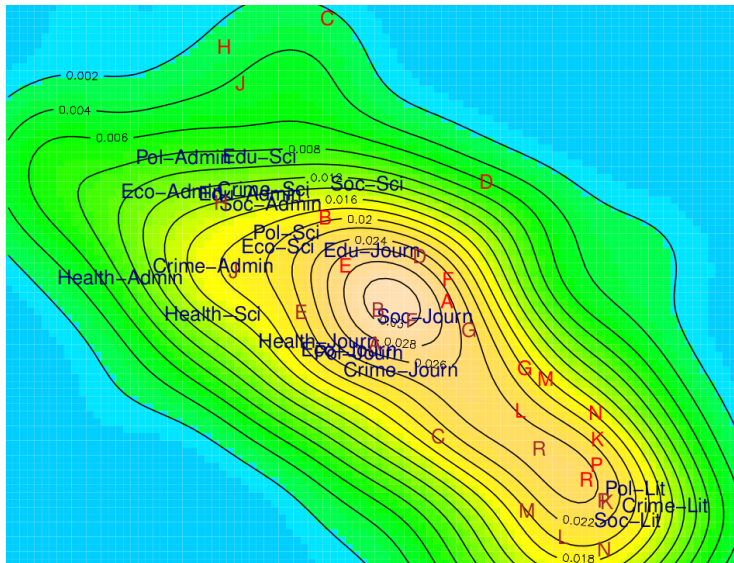 C
H
J
0.002
0.004
0.006
0.008
Pol−Admin
Edu−Sci
0.012
Soc−Sci
D
Eco−Admin
Edu−Admin
Crime−Sci
H
Soc−Admin
0.016
B
0.02
Pol−Sci
Eco−Sci
0.024
Edu−Journ
D
E
Crime−Admin
J
Health−Admin
F
A
Health−Sci
E
B
Soc−Journ
F
G
Health−Journ
A
Pol−Journ
0.028
0.026
Crime−Journ
G
M
L
N
C
K
R
P
R
Pol−Lit
P
K
Crime−Lit
M
0.022
Soc−Lit
L
N
0.018